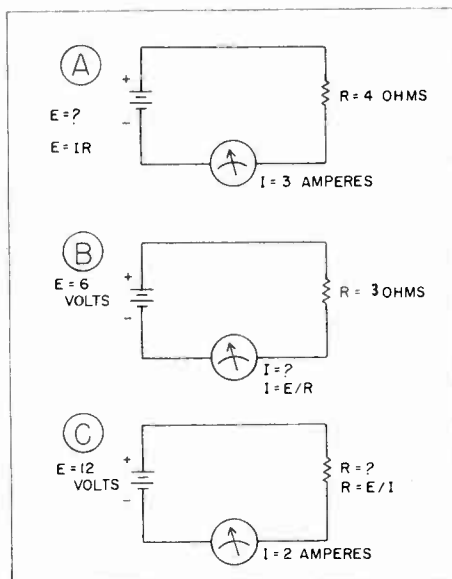 A
+
E = ?
R = 4 OHMS
-
E = IR
I = 3 AMPERES
B
E = 6
VOLTS
+
R = 3 OHMS
-
I = ?
I = E/R
C
E = 12
VOLTS
+
R = ?
R = E/I
-
I = 2 AMPERES